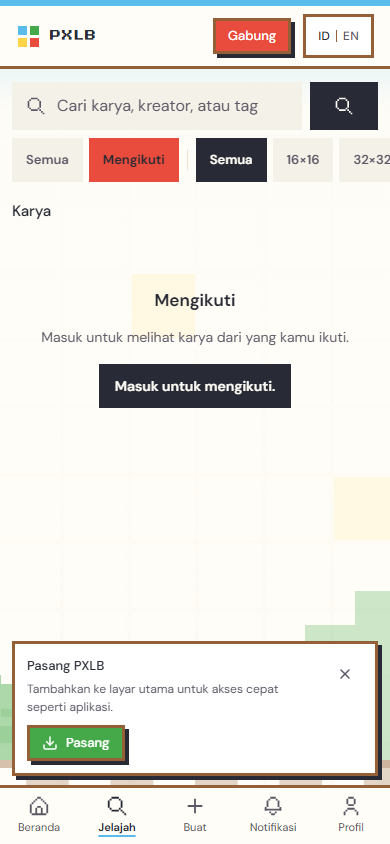 PXLB
Gabung
ID | EN
Cari karya, kreator, atau tag
Semua
Mengikuti
Semua
16×16
32×32
Karya
Mengikuti
Masuk untuk melihat karya dari yang kamu ikuti.
Masuk untuk mengikuti.
Pasang PXLB
Tambahkan ke layar utama untuk akses cepat
seperti aplikasi.
Pasang
Beranda
Jelajah
Buat
Notifikasi
Profil